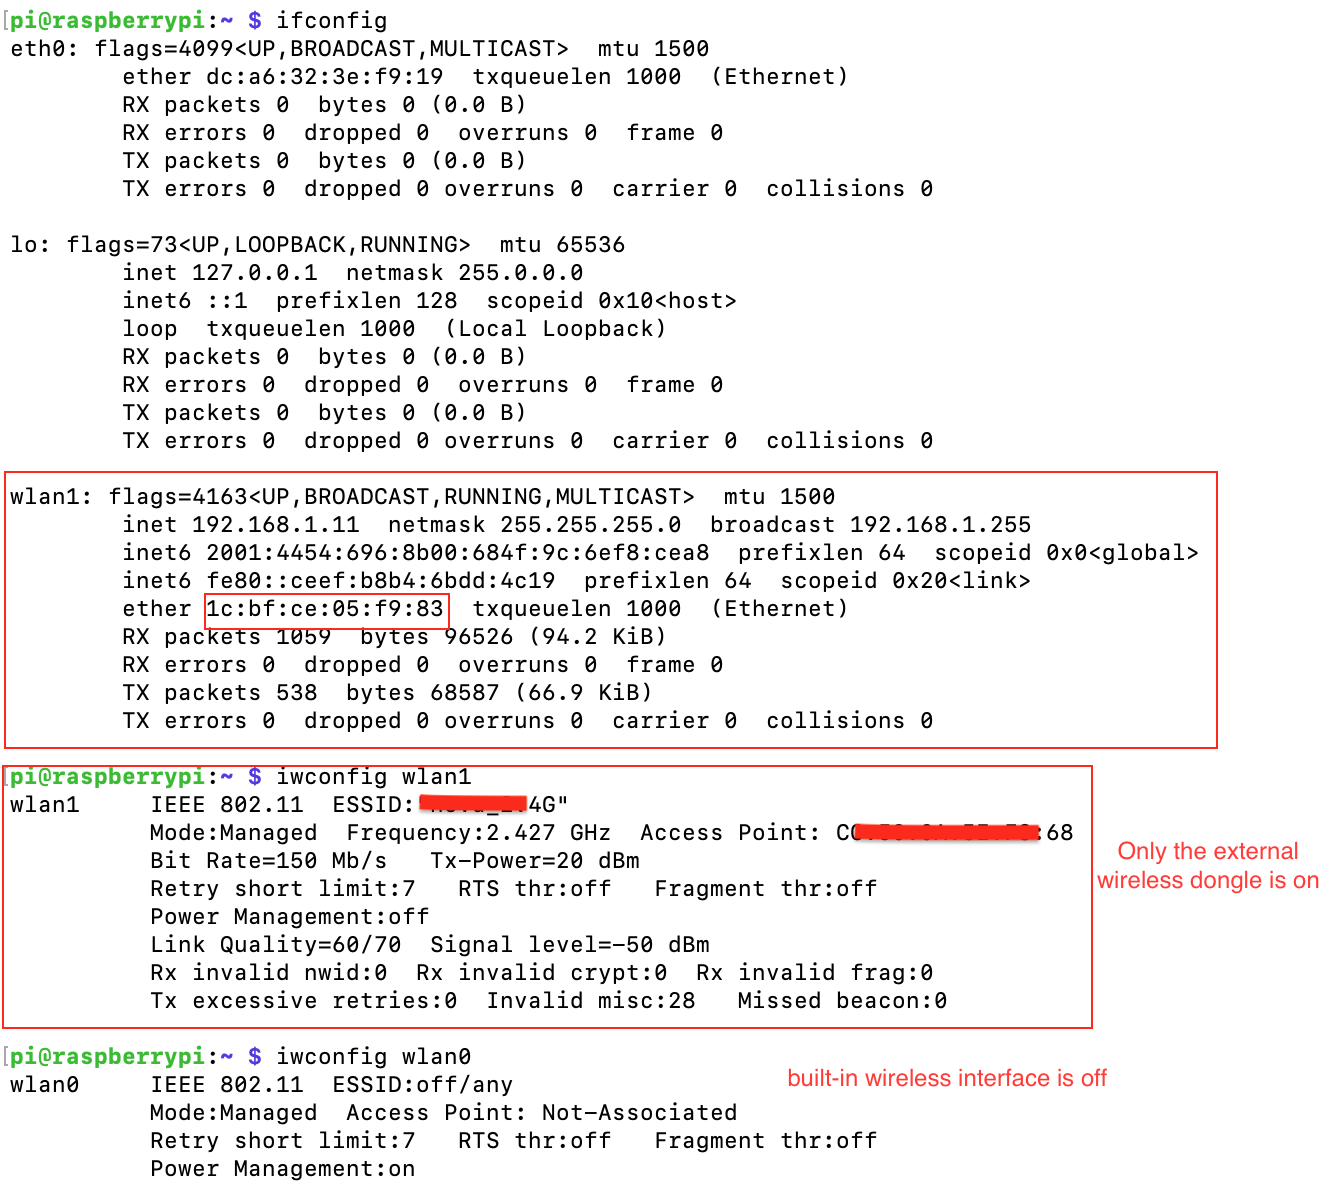 pi@raspberrypi:~ $ ifconfig
eth0: flags=4099<UP,BROADCAST,MULTICAST>  mtu 1500
ether dc:a6:32:3e:f9:19  txqueuelen 1000  (Ethernet)
RX packets 0  bytes 0 (0.0 B)
RX errors 0  dropped 0  overruns 0  frame 0
TX packets 0  bytes 0 (0.0 B)
TX errors 0  dropped 0 overruns 0  carrier 0  collisions 0
lo: flags=73<UP,LOOPBACK,RUNNING>  mtu 65536
inet 127.0.0.1  netmask 255.0.0.0
inet6 ::1  prefixlen 128  scopeid 0x10<host>
loop  txqueuelen 1000  (Local Loopback)
RX packets 0  bytes 0 (0.0 B)
RX errors 0  dropped 0  overruns 0  frame 0
TX packets 0  bytes 0 (0.0 B)
TX errors 0  dropped 0 overruns 0  carrier 0  collisions 0
wlan1: flags=4163<UP,BROADCAST,RUNNING,MULTICAST>  mtu 1500
inet 192.168.1.11  netmask 255.255.255.0  broadcast 192.168.1.255
inet6 2001:4454:696:8b00:684f:9c:6ef8:cea8  prefixlen 64  scopeid 0x0<global>
inet6 fe80::ceef:b8b4:6bdd:4c19  prefixlen 64  scopeid 0x20<link>
ether 1c:bf:ce:05:f9:83  txqueuelen 1000  (Ethernet)
RX packets 1059  bytes 96526 (94.2 KiB)
RX errors 0  dropped 0  overruns 0  frame 0
TX packets 538  bytes 68587 (66.9 KiB)
TX errors 0  dropped 0 overruns 0  carrier 0  collisions 0
pi@raspberrypi:~ $ iwconfig wlan1
wlan1     IEEE 802.11  ESSID: 4G"
Mode:Managed  Frequency:2.427 GHz  Access Point: :68
Bit Rate=150 Mb/s   Tx-Power=20 dBm
Retry short limit:7   RTS thr:off   Fragment thr:off
Power Management:off
Link Quality=60/70  Signal level=-50 dBm
Rx invalid nwid:0  Rx invalid crypt:0  Rx invalid frag:0
Tx excessive retries:0  Invalid misc:28   Missed beacon:0
Only the external
wireless dongle is on
pi@raspberrypi:~ $ iwconfig wlan0
wlan0     IEEE 802.11  ESSID:off/any
Mode:Managed  Access Point: Not-Associated
Retry short limit:7   RTS thr:off   Fragment thr:off
Power Management:on
built-in wireless interface is off